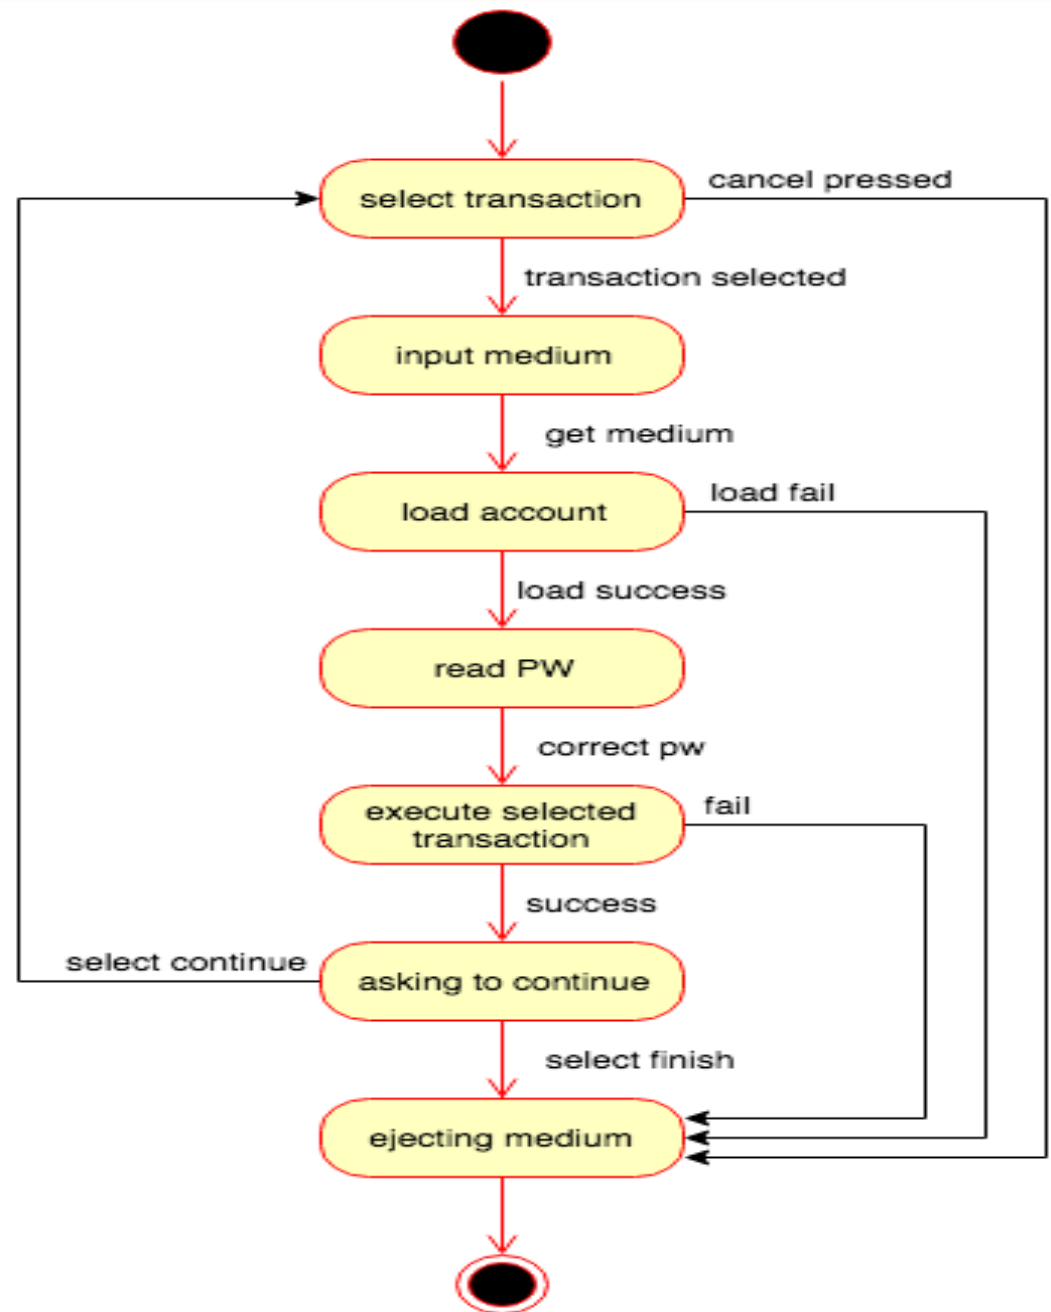 select transaction
cancel pressed
transaction selected
input medium
get medium
load account
load fail
load success
read PW
correct pw
execute selected
transaction
fail
success
select continue
asking to continue
select finish
ejecting medium